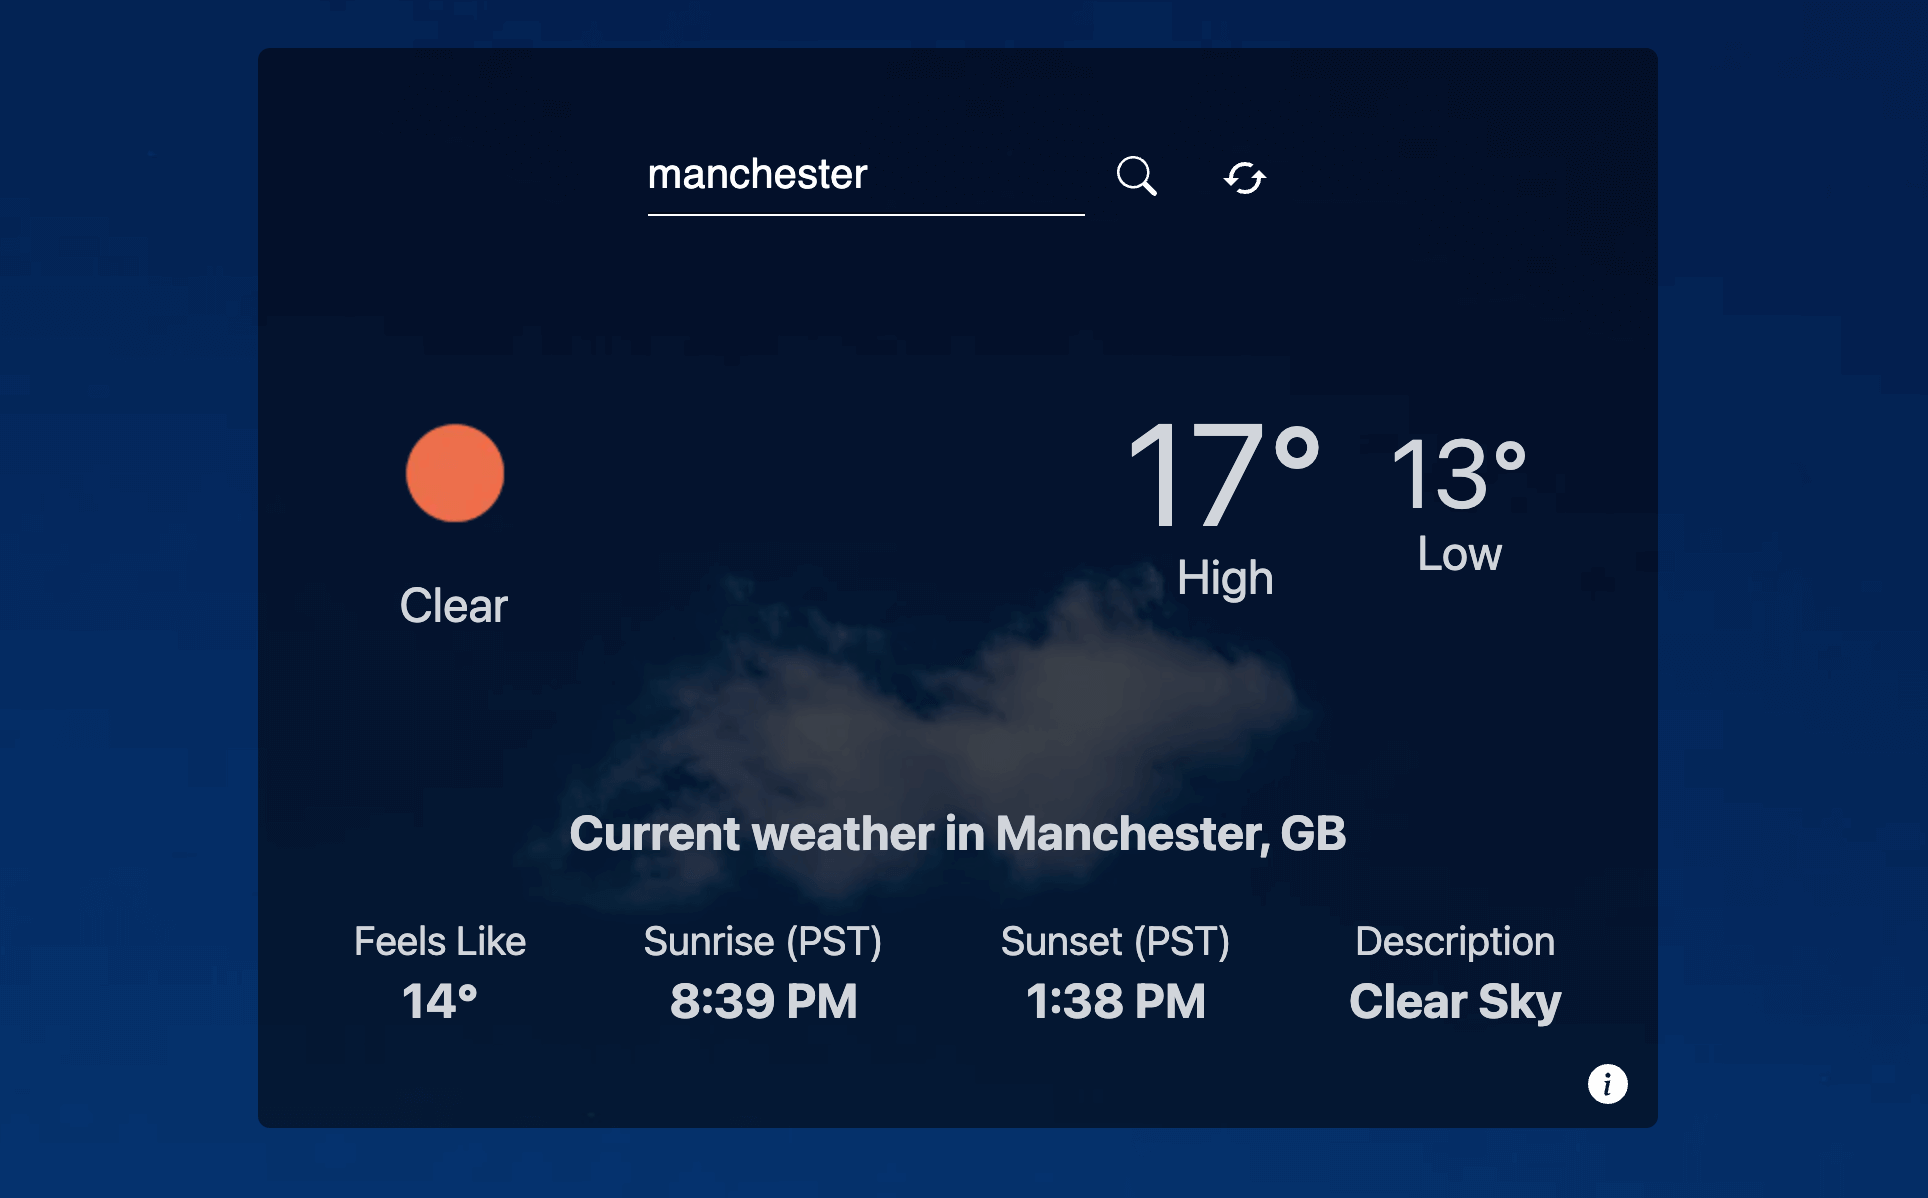 manchester
17° 13°
High Low
Clear
Current weather in Manchester, GB
Feels Like Sunrise (PST) Sunset (PST) Description
14° 8:39 PM 1:38 PM Clear Sky
i